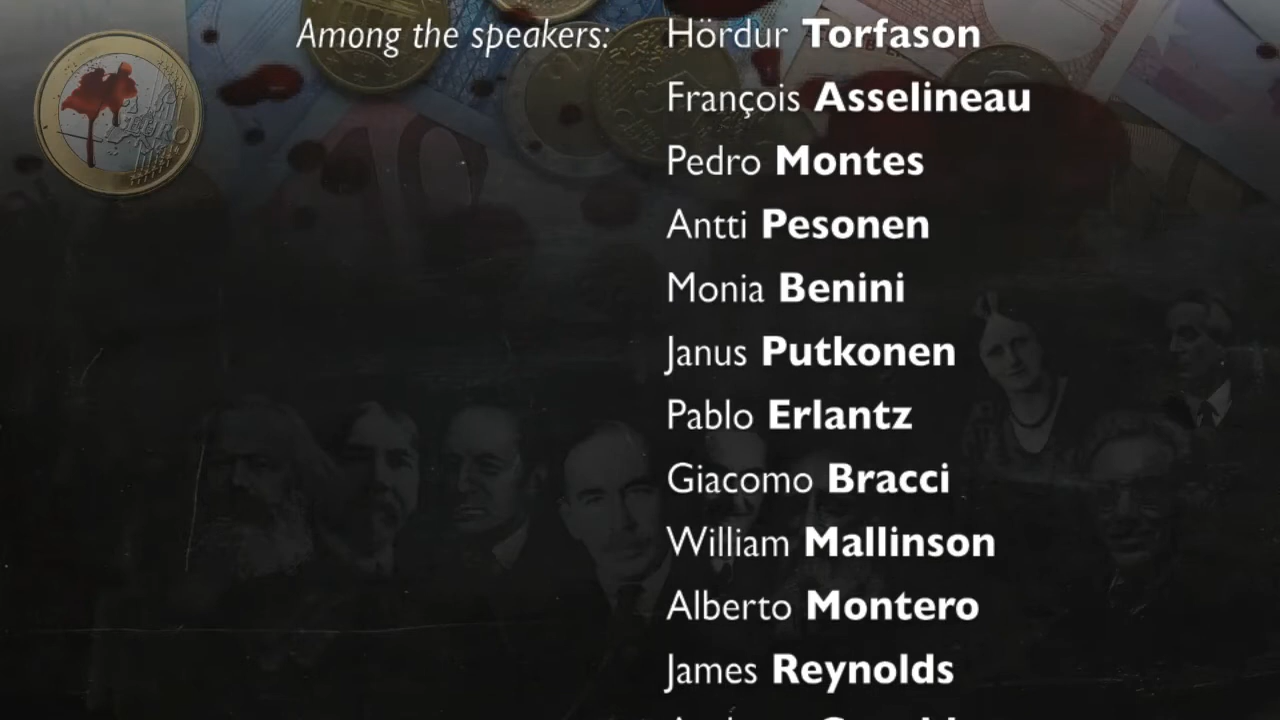 Among the speakers: Hördur Torfason
François Asselineau
Pedro Montes
Antti Pesonen
Monia Benini
Janus Putkonen
Pablo Erlantz
Giacomo Bracci
William Mallinson
Alberto Montero
James Reynolds